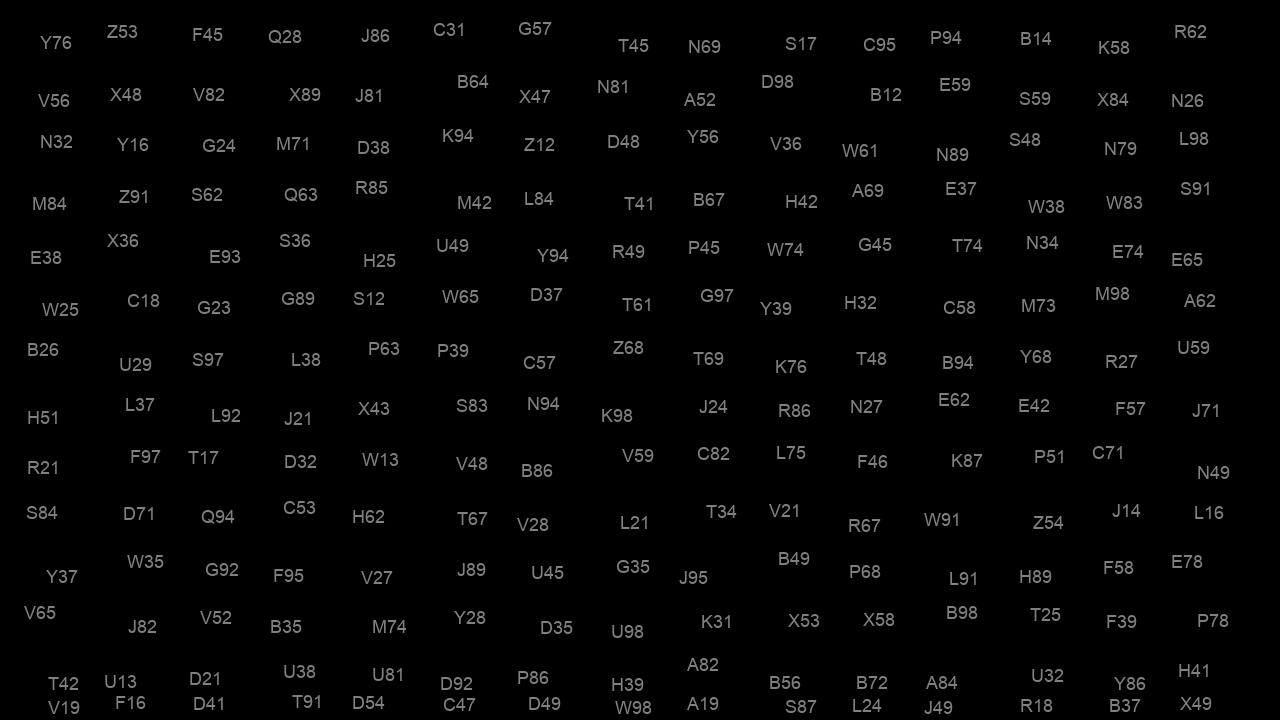 Y76 Z53 F45 Q28 J86 C31 G57 T45 N69 S17 C95 P94 B14 K58 R62
V56 X48 V82 X89 J81 B64 X47 N81 A52 D98 B12 E59 S59 X84 N26
N32 Y16 G24 M71 D38 K94 Z12 D48 Y56 V36 W61 N89 S48 N79 L98
M84 Z91 S62 Q63 R85 M42 L84 T41 B67 H42 A69 E37 W38 W83 S91
E38 X36 E93 S36 H25 U49 Y94 R49 P45 W74 G45 T74 N34 E74 E65
W25 C18 G23 G89 S12 W65 D37 T61 G97 Y39 H32 C58 M73 M98 A62
B26 U29 S97 L38 P63 P39 C57 Z68 T69 K76 T48 B94 Y68 R27 U59
H51 L37 L92 J21 X43 S83 N94 K98 J24 R86 N27 E62 E42 F57 J71
R21 F97 T17 D32 W13 V48 B86 V59 C82 L75 F46 K87 P51 C71 N49
S84 D71 Q94 C53 H62 T67 V28 L21 T34 V21 R67 W91 Z54 J14 L16
Y37 W35 G92 F95 V27 J89 U45 G35 J95 B49 P68 L91 H89 F58 E78
V65 J82 V52 B35 M74 Y28 D35 U98 K31 X53 X58 B98 T25 F39 P78
T42 U13 D21 U38 U81 D92 P86 H39 A82 B56 B72 A84 U32 Y86 H41
V19 F16 D41 T91 D54 C47 D49 W98 A19 S87 L24 J49 R18 B37 X49